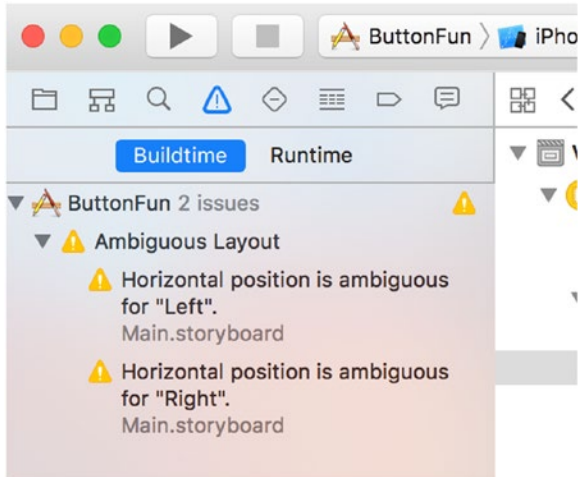 ButtonFun
iPho
Buildtime Runtime
ButtonFun 2 issues
Ambiguous Layout
Horizontal position is ambiguous
for "Left".
Main.storyboard
Horizontal position is ambiguous
for "Right".
Main.storyboard